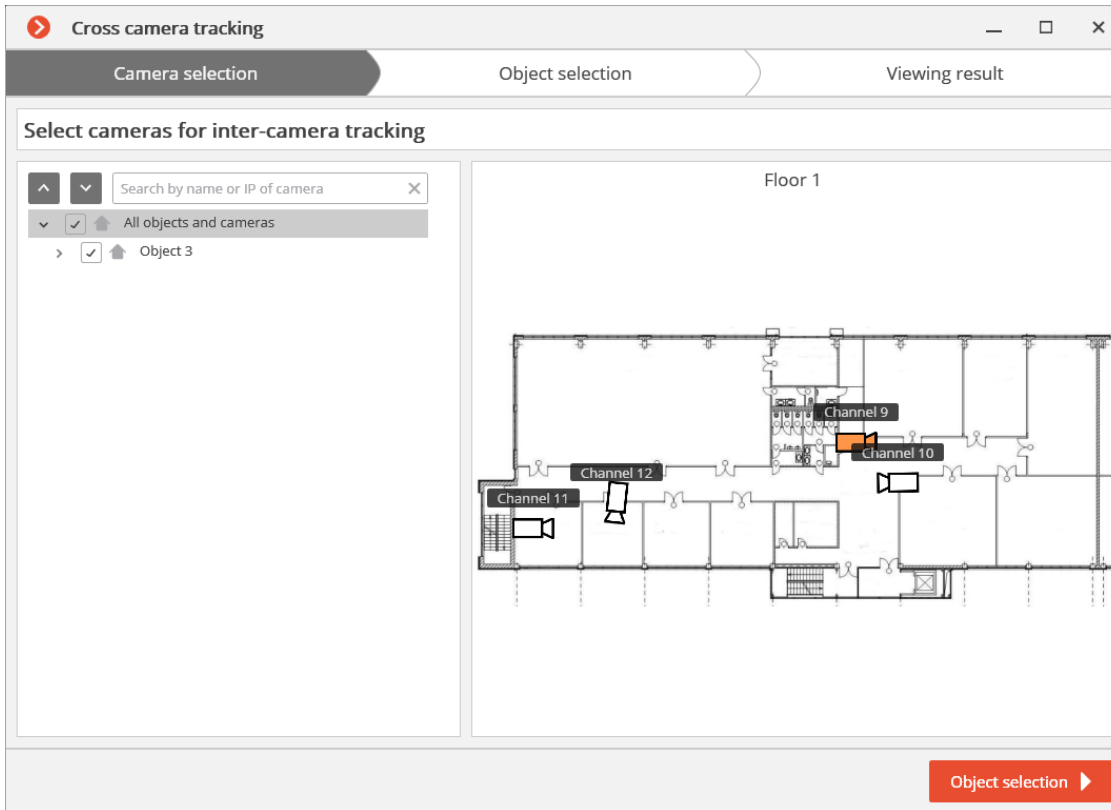 Cross camera tracking
Camera selection
Object selection
Viewing result
Select cameras for inter-camera tracking
Search by name or IP of camera
All objects and cameras
Object 3
Floor 1
Channel 9
Channel 10
Channel 12
Channel 11
Object selection